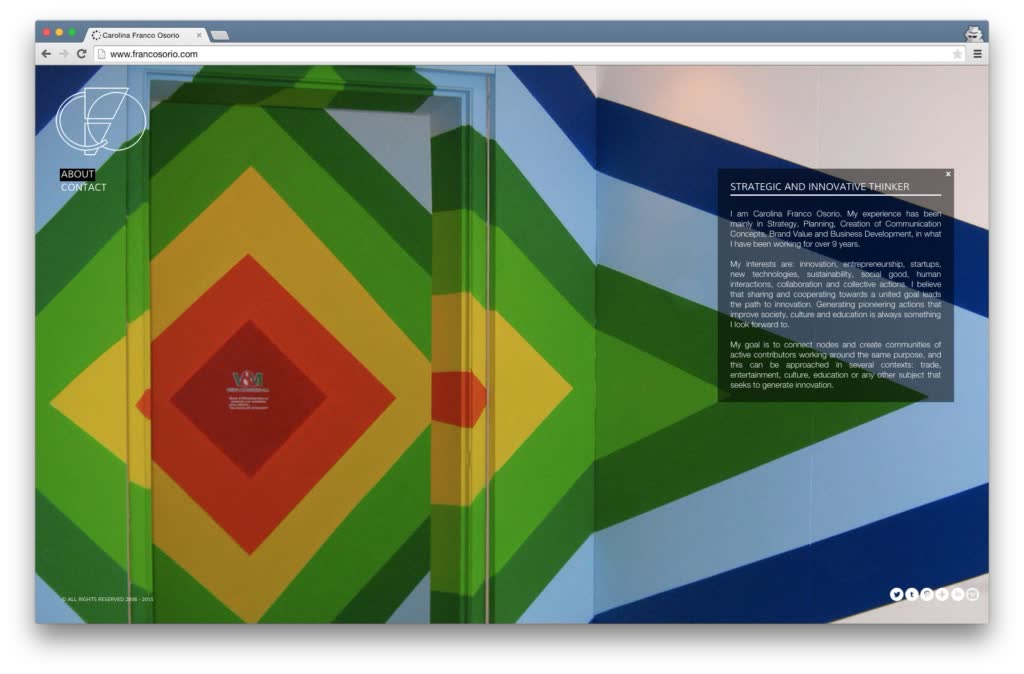 Carolina Franco Osorio
www.francosorio.com
ABOUT
CONTACT
x
STRATEGIC AND INNOVATIVE THINKER
I am Carolina Franco Osorio. My experience has been
mainly in Strategy, Planning, Creation of Communication
Concepts, Brand Value and Business Development, in what
I have been working for over 9 years.
My interests are: innovation, entrepreneurship, startups,
new technologies, sustainability, social good, human
interactions, collaboration and collective actions. I believe
that sharing and cooperating towards a united goal leads
the path to innovation. Generating pioneering actions that
improve society, culture and education is always something
I look forward to.
My goal is to connect nodes and create communities of
active contributors working around the same purpose, and
this can be approached in several contexts: trade,
entertainment, culture, education or any other subject that
seeks to generate innovation.
© ALL RIGHTS RESERVED 2006 - 2015